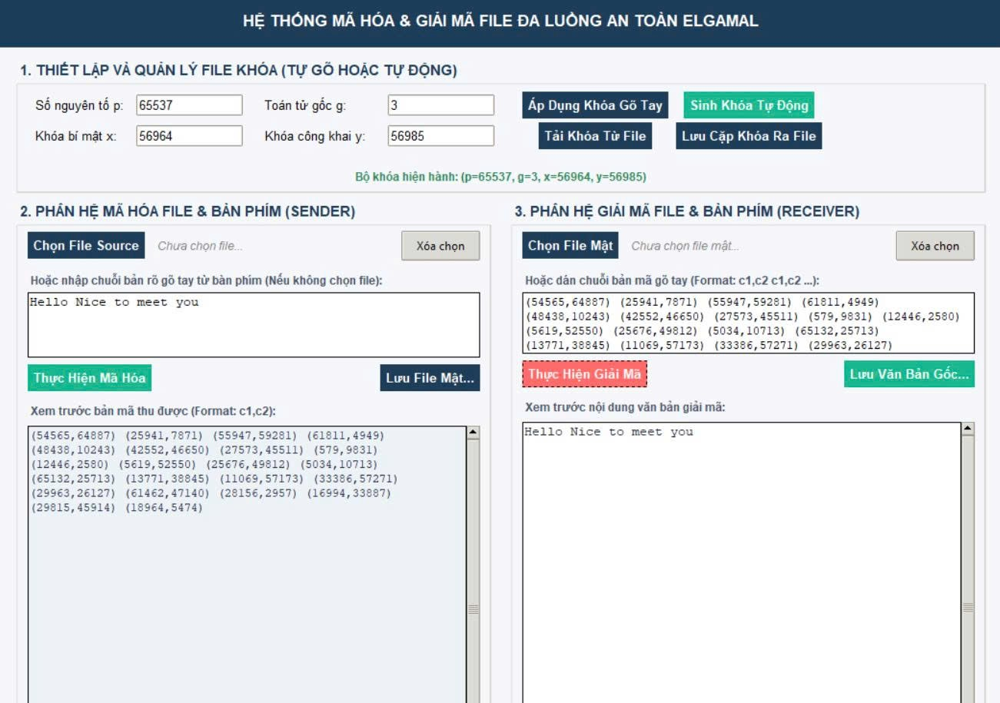 HỆ THỐNG MÃ HÓA & GIẢI MÃ FILE ĐA LUỒNG AN TOÀN ELGAMAL
1. THIẾT LẬP VÀ QUẢN LÝ FILE KHÓA (TỰ GÕ HOẶC TỰ ĐỘNG)
Số nguyên tố p: 65537 Toán tử gốc g: 3 Áp Dụng Khóa Gõ Tay Sinh Khóa Tự Động
Khóa bí mật x: 56964 Khóa công khai y: 56985 Tải Khóa Từ File Lưu Cặp Khóa Ra File
Bộ khóa hiện hành: (p=65537, g=3, x=56964, y=56985)
2. PHÂN HỆ MÃ HÓA FILE & BÀN PHÍM (SENDER)
Chọn File Source Chưa chọn file... Xóa chọn
Hoặc nhập chuỗi bản rõ gõ tay từ bàn phím (Nếu không chọn file):
Hello Nice to meet you
Thực Hiện Mã Hóa Lưu File Mật...
Xem trước bản mã thu được (Format: c1,c2):
(54565,64887) (25941,7871) (55947,59281) (61811,4949)
(48438,10243) (42552,46650) (27573,45511) (579,9831)
(12446,2580) (5619,52550) (25676,49812) (5034,10713)
(65132,25713) (13771,38845) (11069,57173) (33386,57271)
(29963,26127) (61462,47140) (28156,2957) (16994,33887)
(29815,45914) (18964,5474)
3. PHÂN HỆ GIẢI MÃ FILE & BÀN PHÍM (RECEIVER)
Chọn File Mật Chưa chọn file mật... Xóa chọn
Hoặc dán chuỗi bản mã gõ tay (Format: c1,c2 c1,c2 ...):
(54565,64887) (25941,7871) (55947,59281) (61811,4949)
(48438,10243) (42552,46650) (27573,45511) (579,9831) (12446,2580)
(5619,52550) (25676,49812) (5034,10713) (65132,25713)
(13771,38845) (11069,57173) (33386,57271) (29963,26127)
Thực Hiện Giải Mã Lưu Văn Bản Gốc...
Xem trước nội dung văn bản giải mã:
Hello Nice to meet you